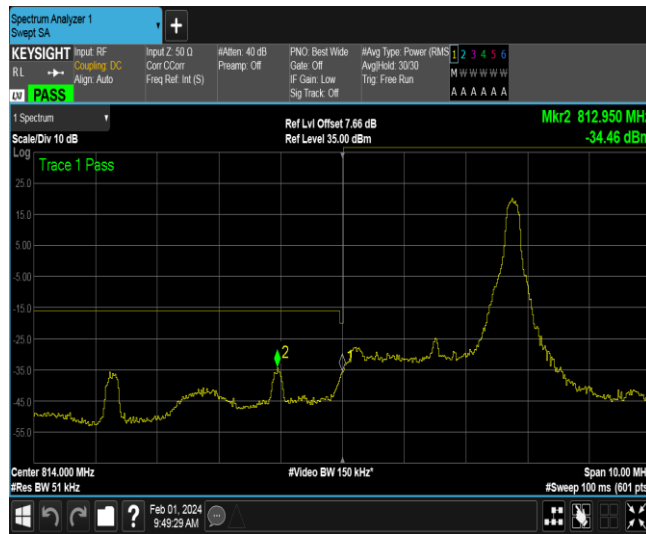 Spectrum Analyzer 1
Swept SA
KEYSIGHT
RL
LXI PASS
Input: RF
Coupling: DC
Align: Auto
Input Z: 50 Ω
Corr CCorr
Freq Ref: Int (S)
#Atten: 40 dB
Preamp: Off
PNO: Best Wide
Gate: Off
IF Gain: Low
Sig Track: Off
#Avg Type: Power (RMS
Avg|Hold: 30/30
Trig: Free Run
1 2 3 4 5 6
M W W W W W
A A A A A A
1 Spectrum
Scale/Div 10 dB
Ref Lvl Offset 7.66 dB
Ref Level 35.00 dBm
Mkr2 812.950 MHz
-34.46 dBm
Log
Trace 1 Pass
25.0
15.0
5.00
-5.00
-15.0
-25.0
-35.0
-45.0
-55.0
2
1
Center 814.000 MHz
#Res BW 51 kHz
#Video BW 150 kHz*
Span 10.00 MH
#Sweep 100 ms (601 pts
?
Feb 01, 2024
9:49:29 AM